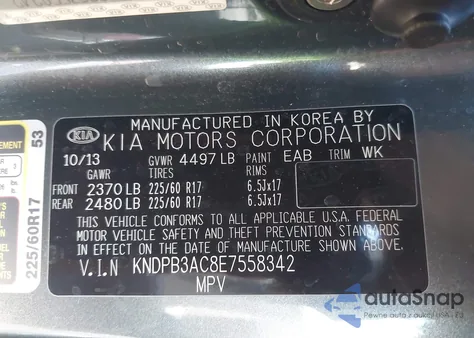 MANUFACTURED IN KOREA BY
KIA KIA MOTORS CORPORATION
10/13 GVWR 4497 LB PAINT EAB TRIM WK
GAWR TIRES RIMS
FRONT 2370 LB 225/60 R17 6.5Jx17
REAR 2480 LB 225/60 R17 6.5Jx17
THIS VEHICLE CONFORMS TO ALL APPLICABLE U.S.A. FEDERAL
MOTOR VEHICLE SAFETY AND THEFT PREVENTION STANDARDS
IN EFFECT ON THE DATE OF MANUFACTURE SHOWN ABOVE.
V.I.N KNDPB3AC8E7558342
MPV
53
225/60R17
autoSnap